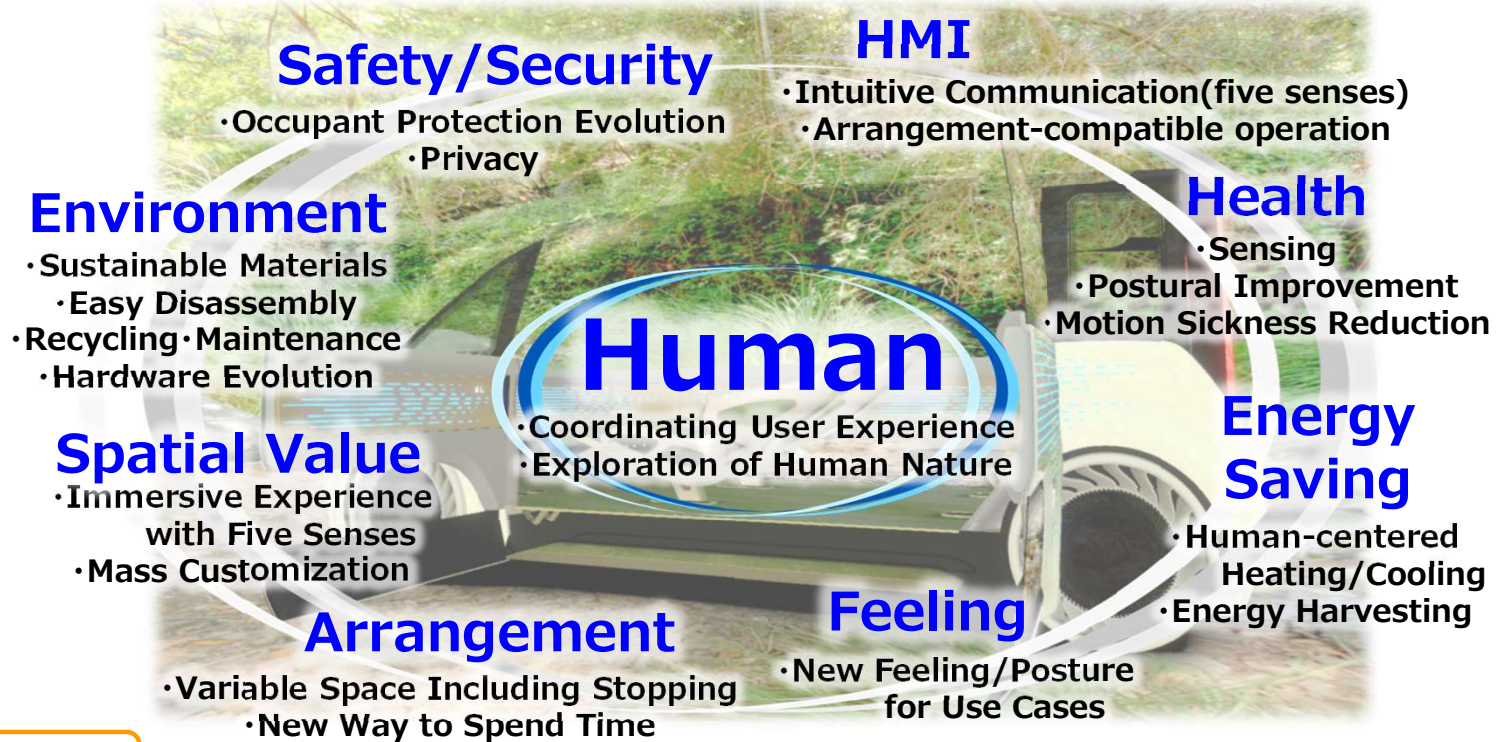 Safety/Security
・Occupant Protection Evolution
・Privacy
HMI
・Intuitive Communication(five senses)
・Arrangement-compatible operation
Environment
・Sustainable Materials
・Easy Disassembly
・Recycling・Maintenance
・Hardware Evolution
Health
・Sensing
・Postural Improvement
・Motion Sickness Reduction
Human
・Coordinating User Experience
・Exploration of Human Nature
Energy
Saving
・Human-centered
Heating/Cooling
・Energy Harvesting
Spatial Value
・Immersive Experience
with Five Senses
・Mass Customization
Arrangement
・Variable Space Including Stopping
・New Way to Spend Time
Feeling
・New Feeling/Posture
for Use Cases